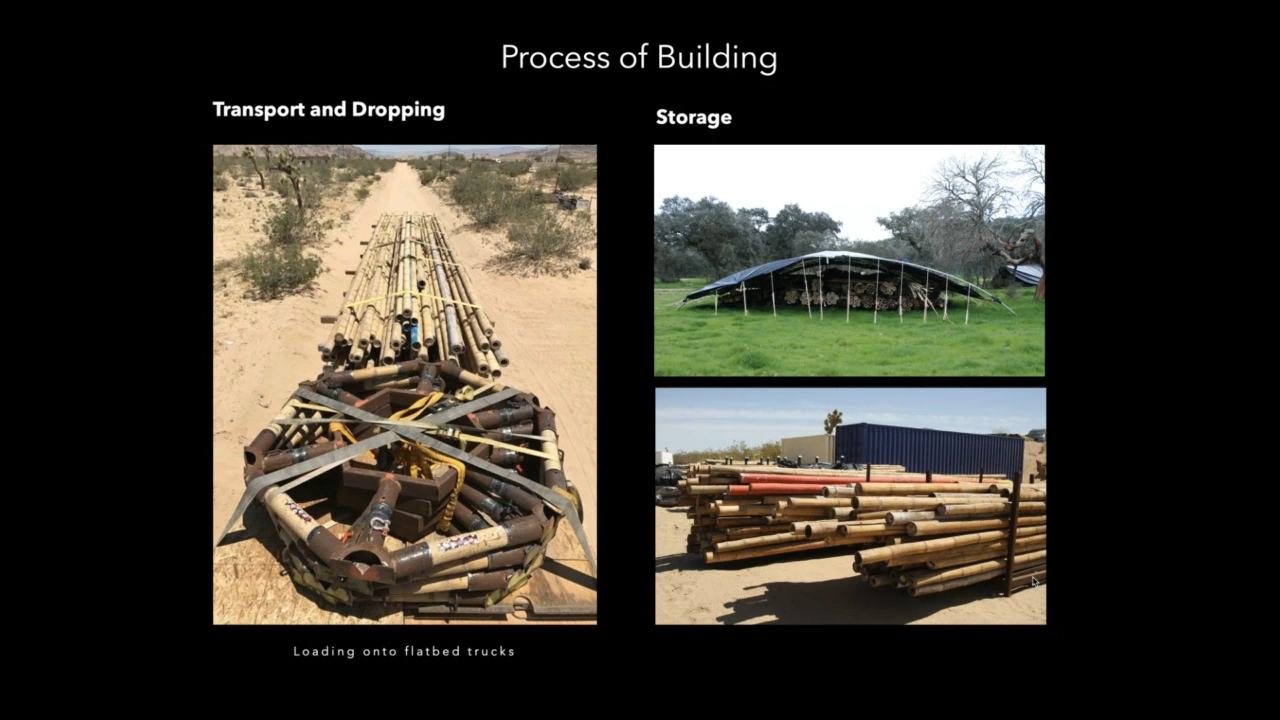 Process of Building
Transport and Dropping
Storage
Loading onto flatbed trucks